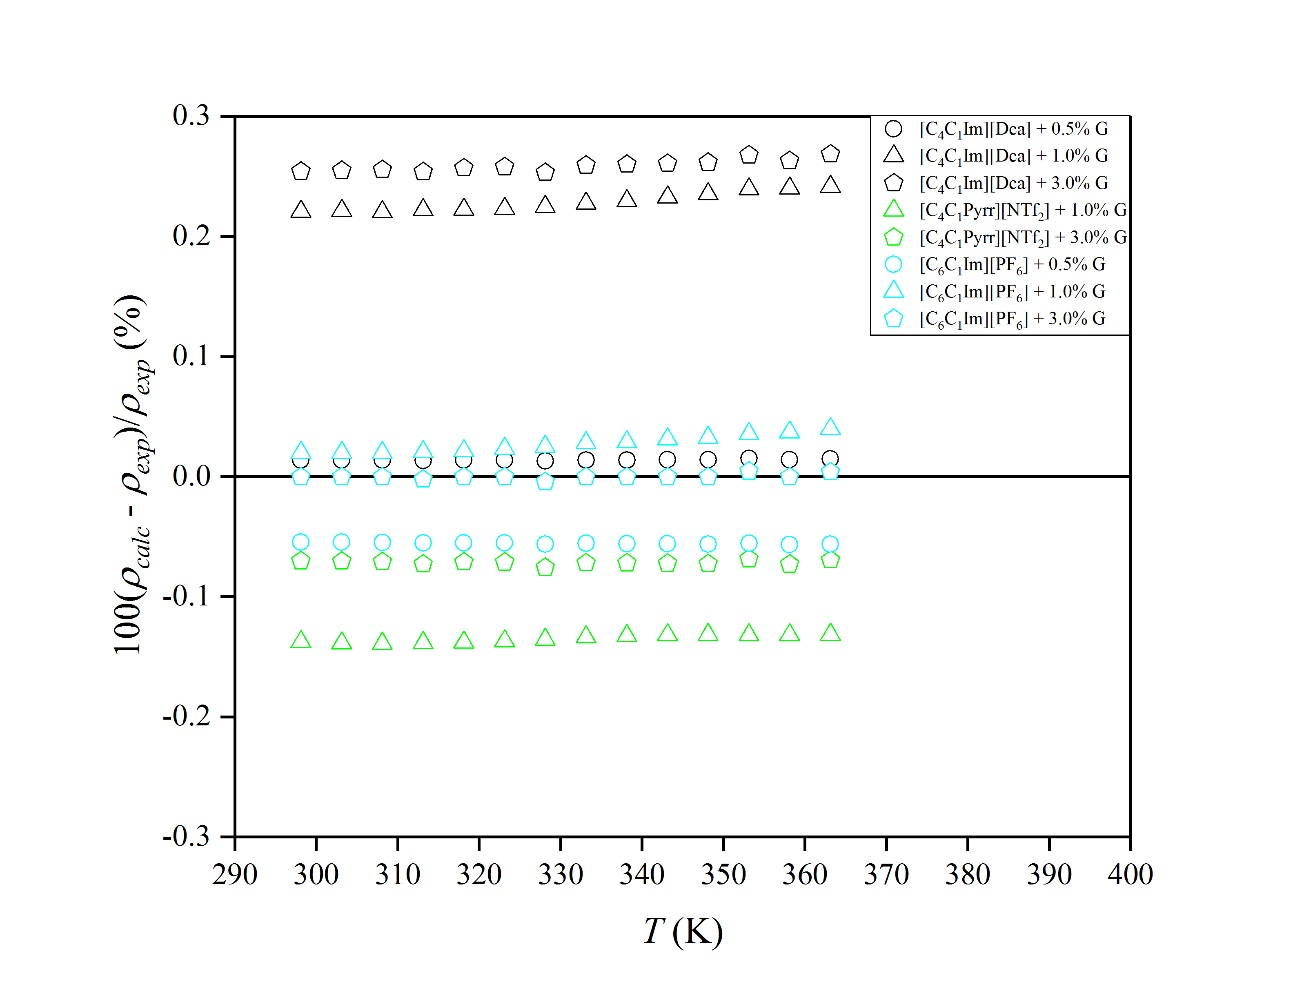 0.3
0.2
0.1
0.0
-0.1
-0.2
-0.3
100(ρcalc - ρexp)/ρexp (%)
[C4C1Im][Dca] + 0.5% G
[C4C1Im][Dca] + 1.0% G
[C4C1Im][Dca] + 3.0% G
[C4C1Pyrr][NTf2] + 1.0% G
[C4C1Pyrr][NTf2] + 3.0% G
[C6C1Im][PF6] + 0.5% G
[C6C1Im][PF6] + 1.0% G
[C6C1Im][PF6] + 3.0% G
290 300 310 320 330 340 350 360 370 380 390 400
T (K)